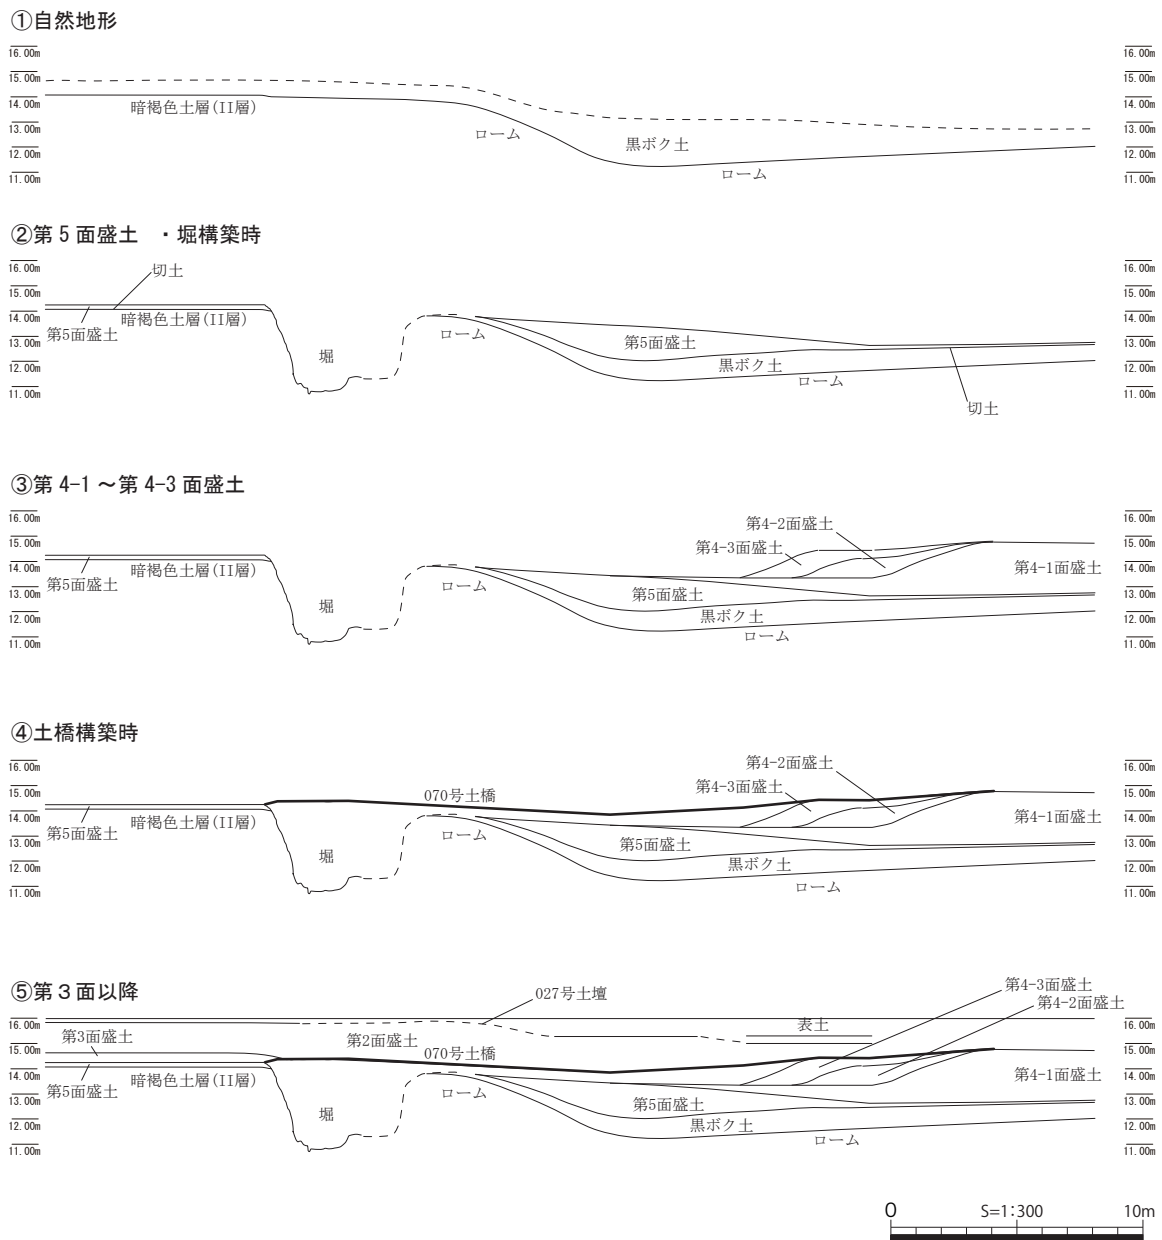 ①自然地形
16.00m
15.00m
14.00m
13.00m
12.00m
11.00m
暗褐色土層(II層)
ローム
黒ボク土
ローム
16.00m
15.00m
14.00m
13.00m
12.00m
11.00m
②第5面盛土 ・堀構築時
16.00m
15.00m
14.00m
13.00m
12.00m
11.00m
切土
第5面盛土
暗褐色土層(II層)
堀
ローム
第5面盛土
黒ボク土
ローム
切土
16.00m
15.00m
14.00m
13.00m
12.00m
11.00m
③第4-1～第4-3面盛土
16.00m
15.00m
14.00m
13.00m
12.00m
11.00m
第5面盛土
暗褐色土層(II層)
堀
ローム
第4-2面盛土
第4-3面盛土
第4-1面盛土
第5面盛土
黒ボク土
ローム
16.00m
15.00m
14.00m
13.00m
12.00m
11.00m
④土橋構築時
16.00m
15.00m
14.00m
13.00m
12.00m
11.00m
第5面盛土
暗褐色土層(II層)
堀
070号土橋
ローム
第4-2面盛土
第4-3面盛土
第4-1面盛土
第5面盛土
黒ボク土
ローム
16.00m
15.00m
14.00m
13.00m
12.00m
11.00m
⑤第3面以降
16.00m
15.00m
14.00m
13.00m
12.00m
11.00m
027号土壇
第3面盛土
第2面盛土
表土
第4-3面盛土
第4-2面盛土
070号土橋
第5面盛土
暗褐色土層(II層)
堀
ローム
第4-1面盛土
第5面盛土
黒ボク土
ローム
16.00m
15.00m
14.00m
13.00m
12.00m
11.00m
0 S=1:300 10m